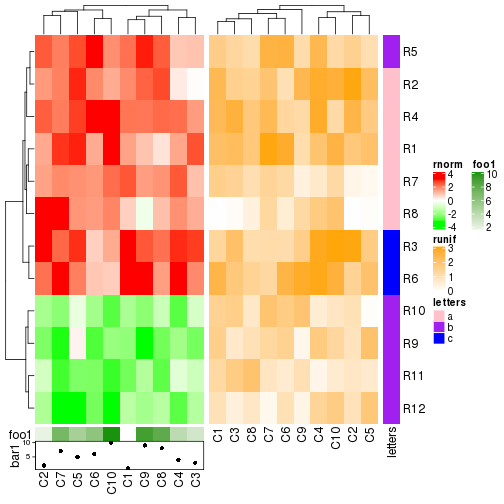 R5
R2
R4
R1
R7
R8
R3
R6
R10
R9
R11
R12
rnorm
4
2
0
-2
-4
foo1
10
8
6
4
2
runif
3
2
1
0
letters
a
b
c
foo1
bar1
10
5
C2 C7 C5 C6 C10 C1 C9 C8 C4 C3
C1 C3 C8 C7 C6 C9 C4 C10 C2 C5
letters